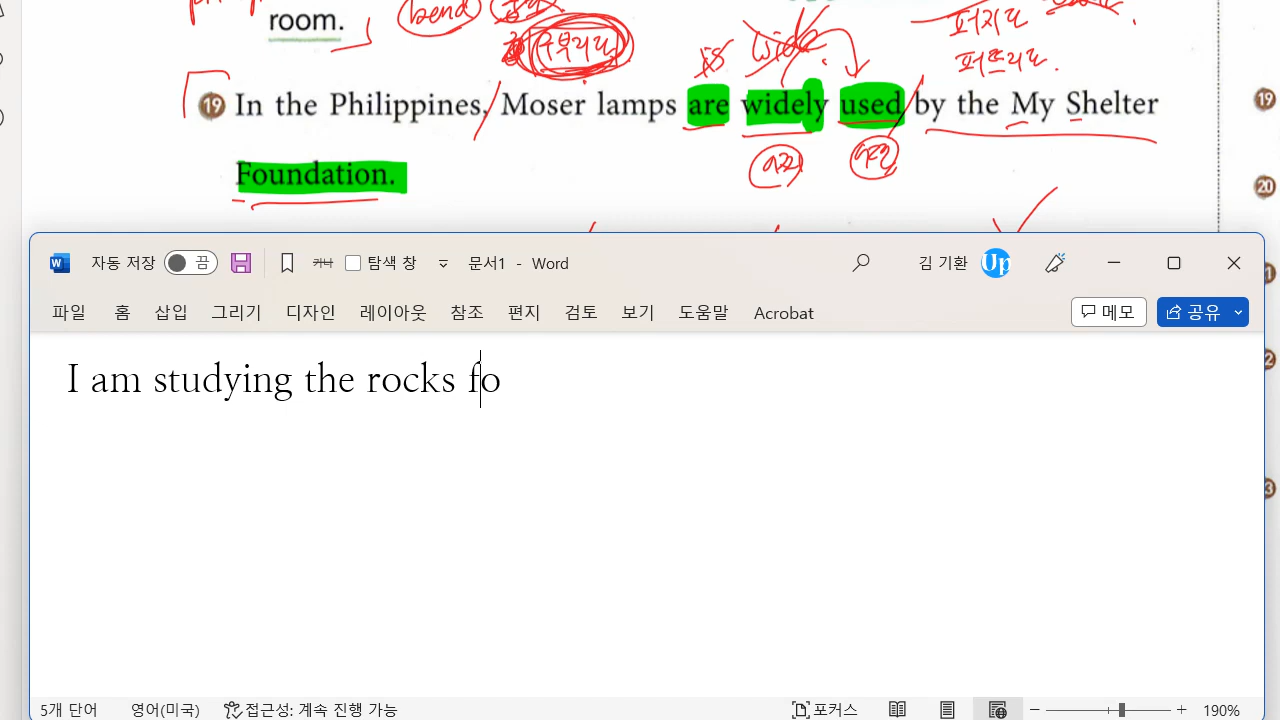 room.
bend
구부리다
wide
퍼지다
퍼뜨리다.
19 In the Philippines, Moser lamps are widely used by the My Shelter
19
Foundation.
20
자동 저장 끔 가나 탐색 창 문서1 - Word 김 기환 Up
파일 홈 삽입 그리기 디자인 레이아웃 참조 편지 검토 보기 도움말 Acrobat 메모 공유
I am studying the rocks fo
5개 단어 영어(미국) 접근성: 계속 진행 가능 포커스 190%